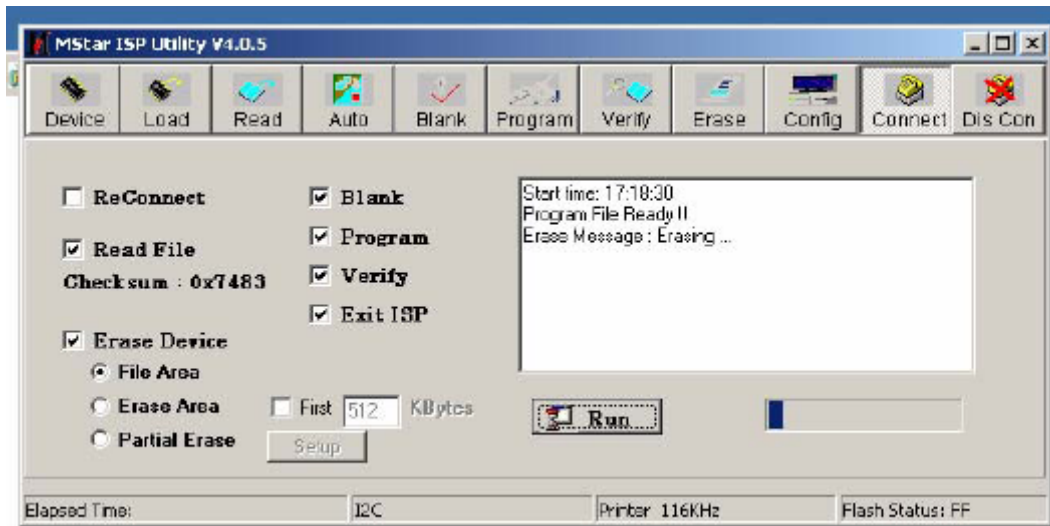 MStar ISP Utility V4.0.5
Device Load Read Auto Blank Program Verify Erase Config Connect Dis Con
ReConnect
Read File
Checksum : 0x7483
Erase Device
File Area
Erase Area
Partial Erase
First 512 KBytes
Setup
Blank
Program
Verify
Exit ISP
Start time: 17:18:30
Program File Ready !!
Erase Message : Erasing ...
Run
Elapsed Time: I2C Printer 116KHz Flash Status: FF